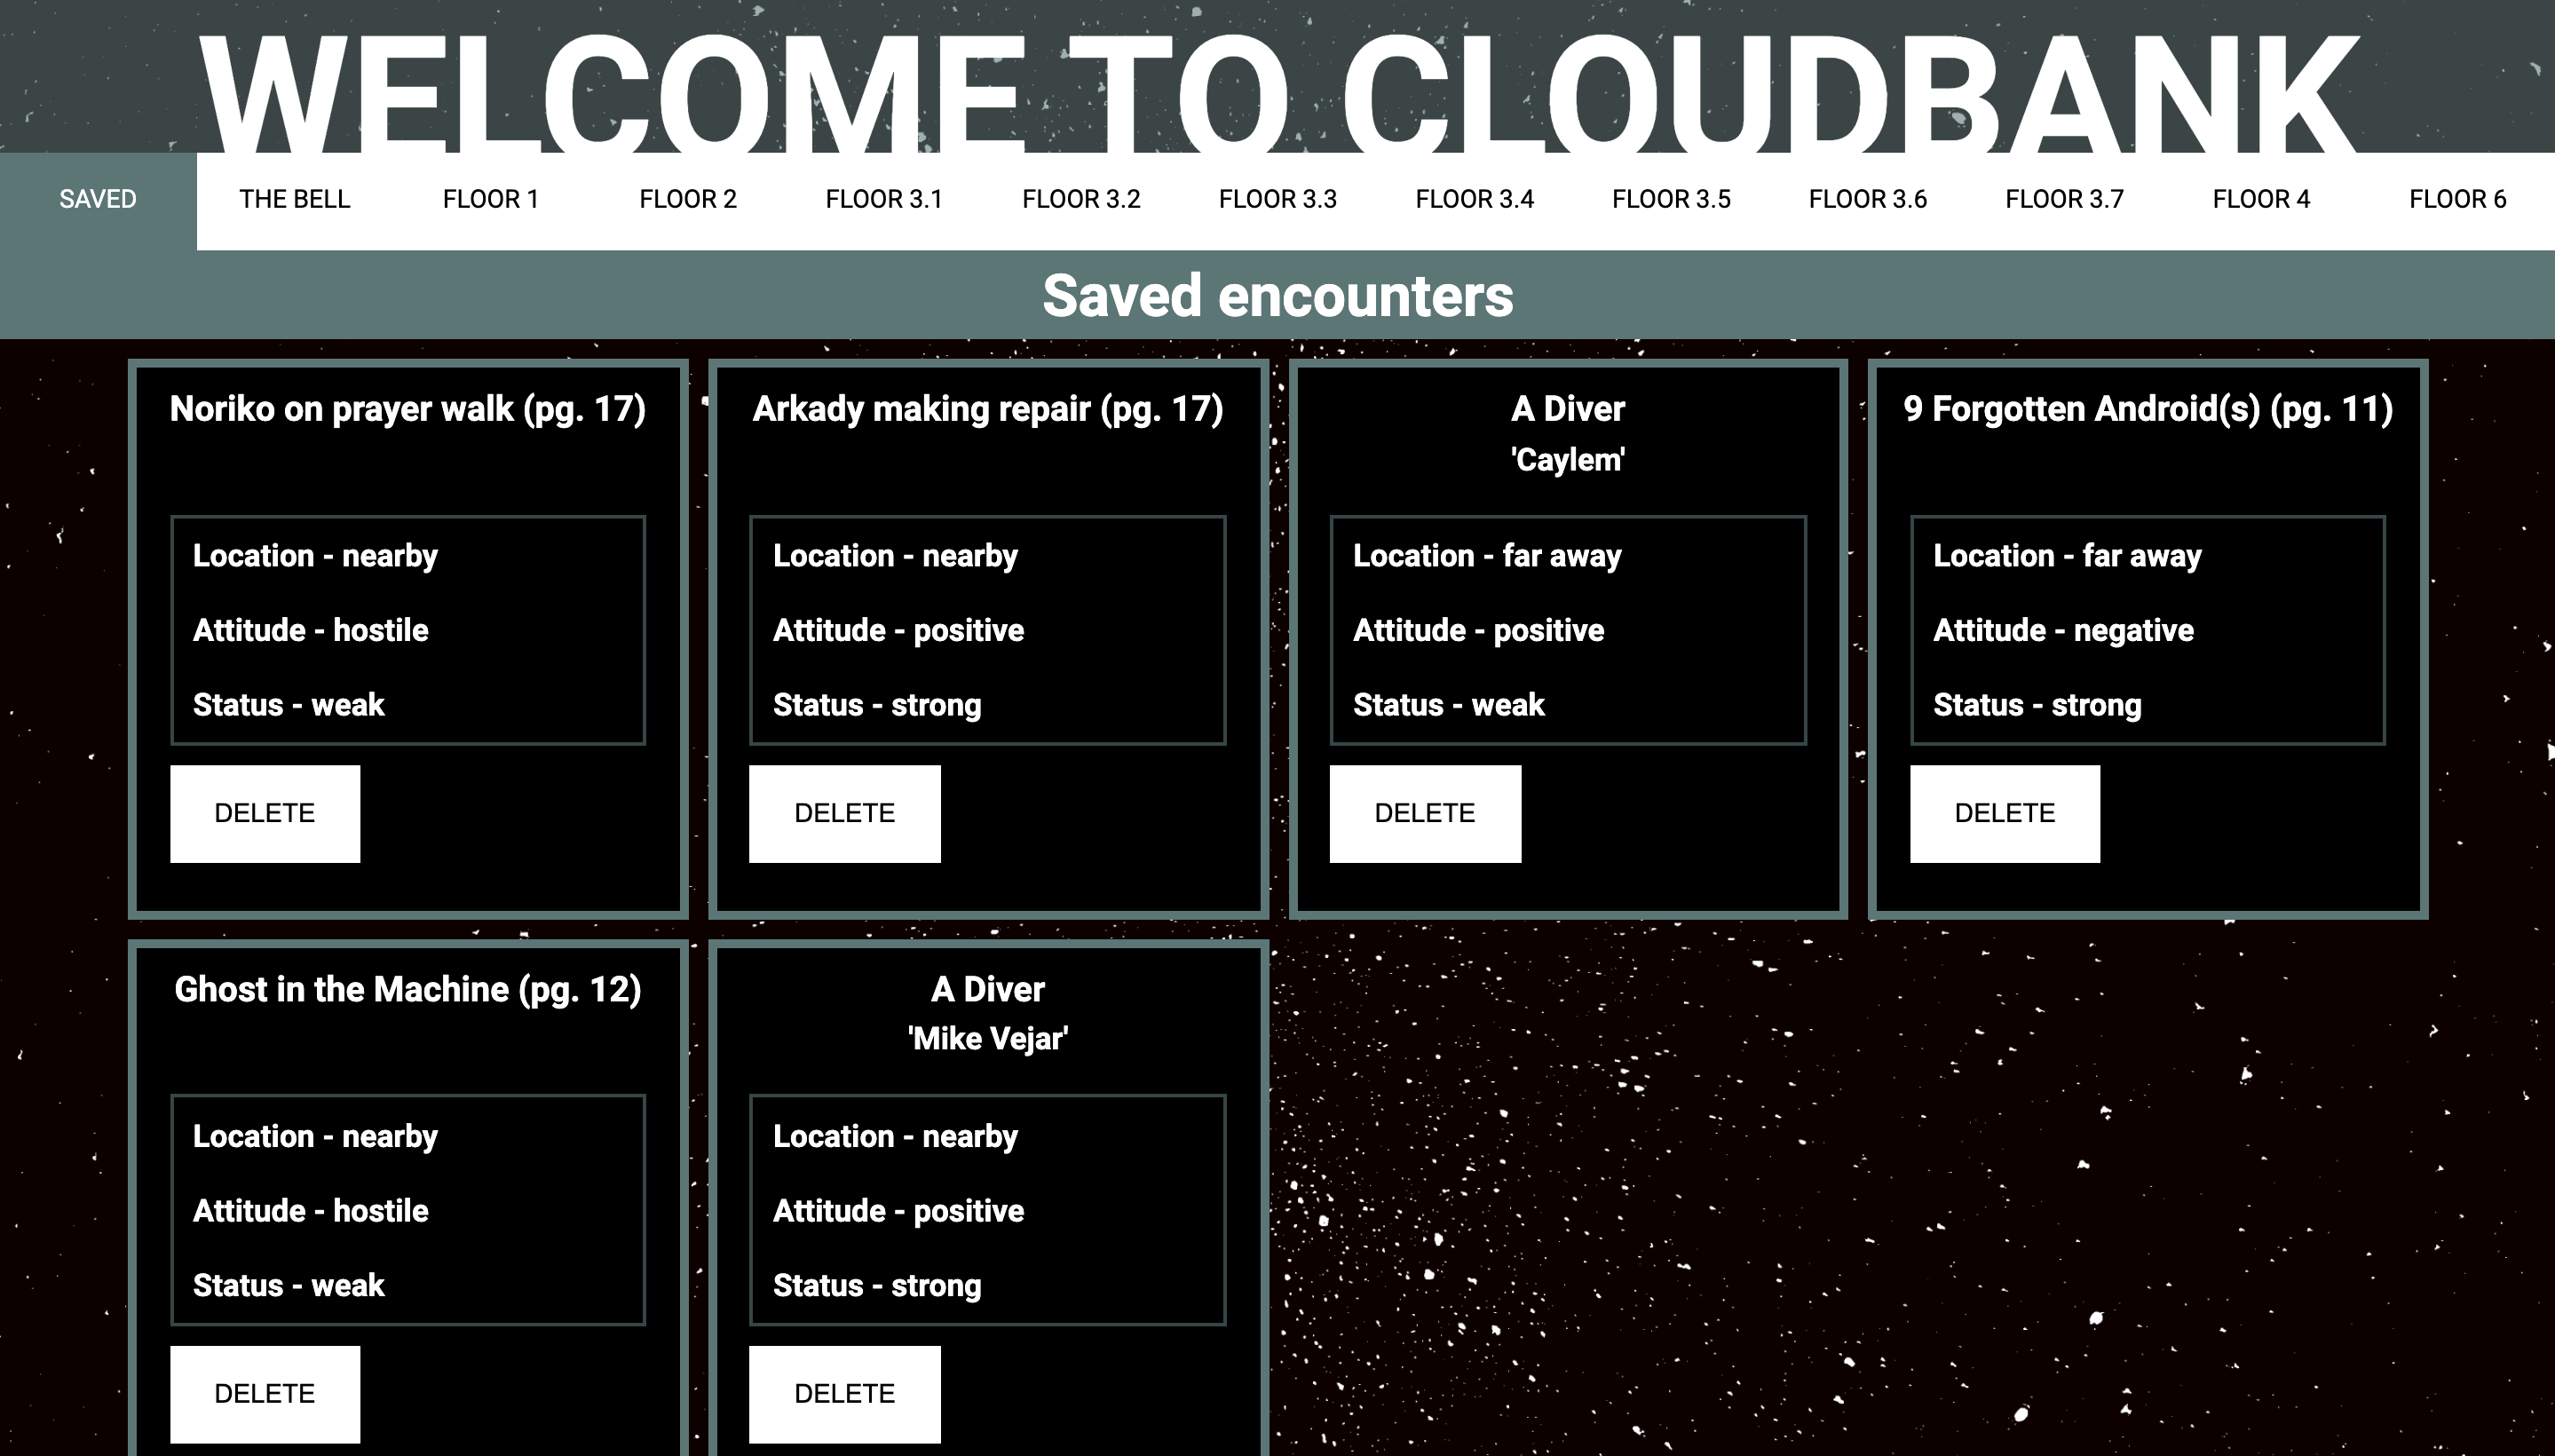 WELCOME TO CLOUDBANK
SAVED THE BELL FLOOR 1 FLOOR 2 FLOOR 3.1 FLOOR 3.2 FLOOR 3.3 FLOOR 3.4 FLOOR 3.5 FLOOR 3.6 FLOOR 3.7 FLOOR 4 FLOOR 6
Saved encounters
Noriko on prayer walk (pg. 17)
Location - nearby
Attitude - hostile
Status - weak
DELETE
Arkady making repair (pg. 17)
Location - nearby
Attitude - positive
Status - strong
DELETE
A Diver
'Caylem'
Location - far away
Attitude - positive
Status - weak
DELETE
9 Forgotten Android(s) (pg. 11)
Location - far away
Attitude - negative
Status - strong
DELETE
Ghost in the Machine (pg. 12)
Location - nearby
Attitude - hostile
Status - weak
DELETE
A Diver
'Mike Vejar'
Location - nearby
Attitude - positive
Status - strong
DELETE